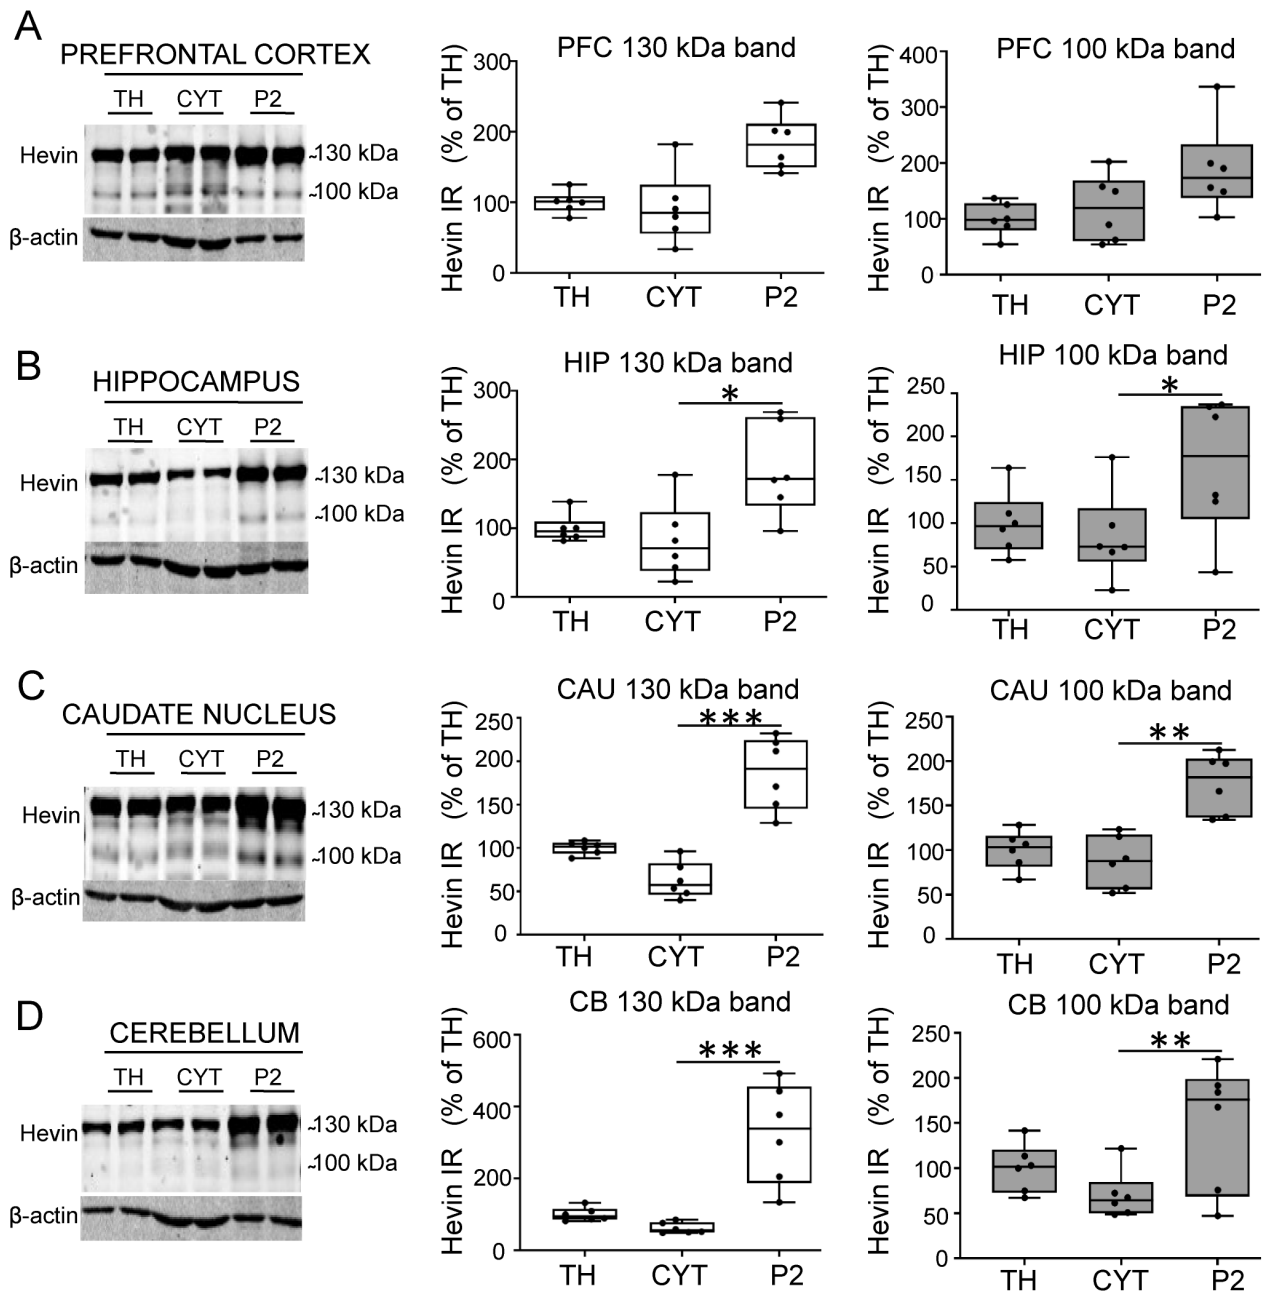 A
PREFRONTAL CORTEX
TH CYT P2
Hevin
~130 kDa
~100 kDa
β-actin
PFC 130 kDa band
Hevin IR (% of TH)
300
200
100
0
TH CYT P2
PFC 100 kDa band
Hevin IR (% of TH)
400
300
200
100
0
TH CYT P2
B
HIPPOCAMPUS
TH CYT P2
Hevin
~130 kDa
~100 kDa
β-actin
HIP 130 kDa band
*
Hevin IR (% of TH)
300
200
100
0
TH CYT P2
HIP 100 kDa band
*
Hevin IR (% of TH)
250
200
150
100
50
0
TH CYT P2
C
CAUDATE NUCLEUS
TH CYT P2
Hevin
~130 kDa
~100 kDa
β-actin
CAU 130 kDa band
***
Hevin IR (% of TH)
250
200
150
100
50
0
TH CYT P2
CAU 100 kDa band
**
Hevin IR (% of TH)
250
200
150
100
50
0
TH CYT P2
D
CEREBELLUM
TH CYT P2
Hevin
~130 kDa
~100 kDa
β-actin
CB 130 kDa band
***
Hevin IR (% of TH)
600
400
200
0
TH CYT P2
CB 100 kDa band
**
Hevin IR (% of TH)
250
200
150
100
50
0
TH CYT P2